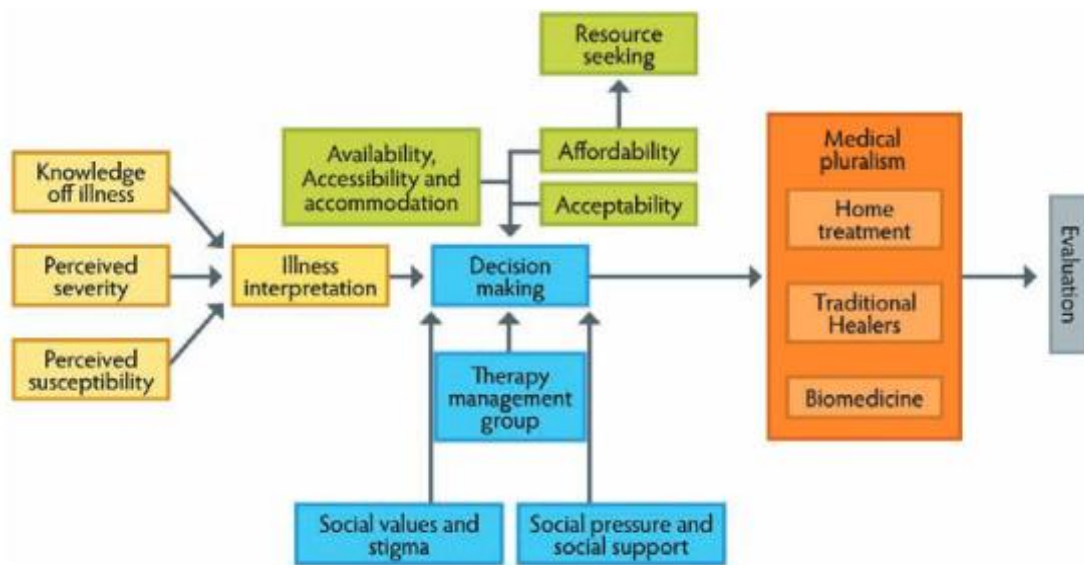 Resource
seeking
Availability,
Accessibility and
accommodation
Affordability
Acceptability
Knowledge
off illness
Perceived
severity
Perceived
susceptibility
Illness
interpretation
Decision
making
Therapy
management
group
Social values and
stigma
Social pressure and
social support
Medical
pluralism
Home
treatment
Traditional
Healers
Biomedicine
Evaluation